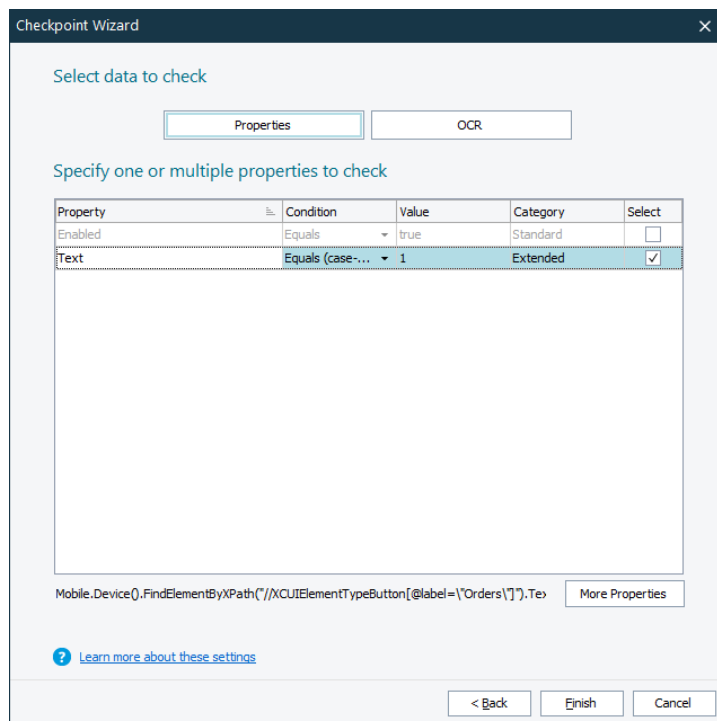 Checkpoint Wizard
Select data to check
Properties OCR
Specify one or multiple properties to check
Property Condition Value Category Select
Enabled Equals true Standard
Text Equals (case-... 1 Extended
Mobile.Device().FindElementByXPath("//XCUIElementTypeButton[@label=\"Orders\"]").Tex More Properties
? Learn more about these settings
< Back Finish Cancel